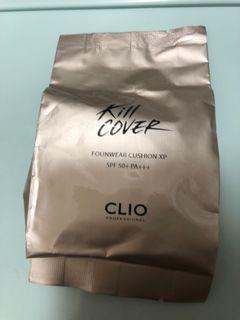 Kill
COVER
FOUNWEAR CUSHION XP
SPF 50+ PA+++
CLIO
PROFESSIONAL